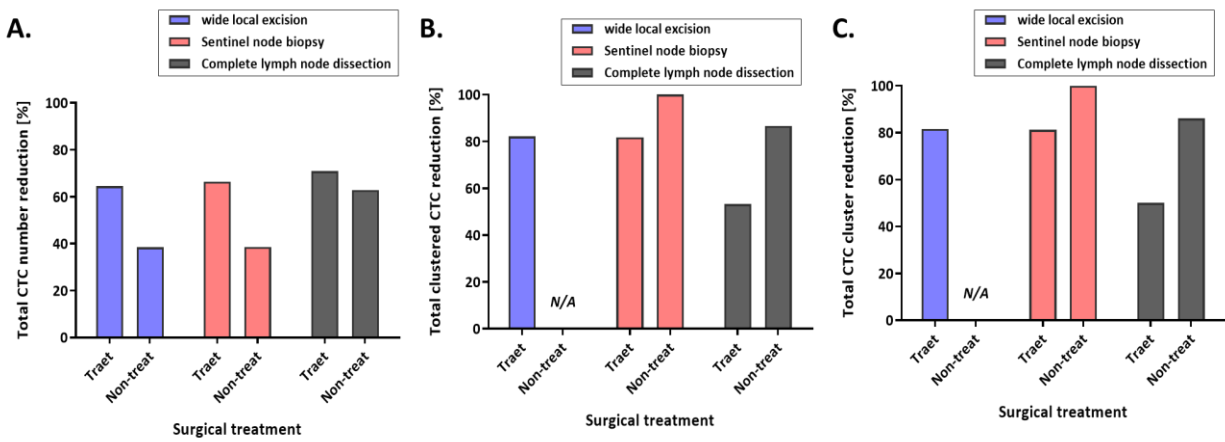 A.
wide local excision
Sentinel node biopsy
Complete lymph node dissection
Total CTC number reduction [%]
100
80
60
40
20
0
Traet
Non-treat
Traet
Non-treat
Traet
Non-treat
Surgical treatment
B.
wide local excision
Sentinel node biopsy
Complete lymph node dissection
Total clustered CTC reduction [%]
100
80
60
40
20
0
N/A
Traet
Non-treat
Traet
Non-treat
Traet
Non-treat
Surgical treatment
C.
wide local excision
Sentinel node biopsy
Complete lymph node dissection
Total CTC cluster reduction [%]
100
80
60
40
20
0
N/A
Traet
Non-treat
Traet
Non-treat
Traet
Non-treat
Surgical treatment